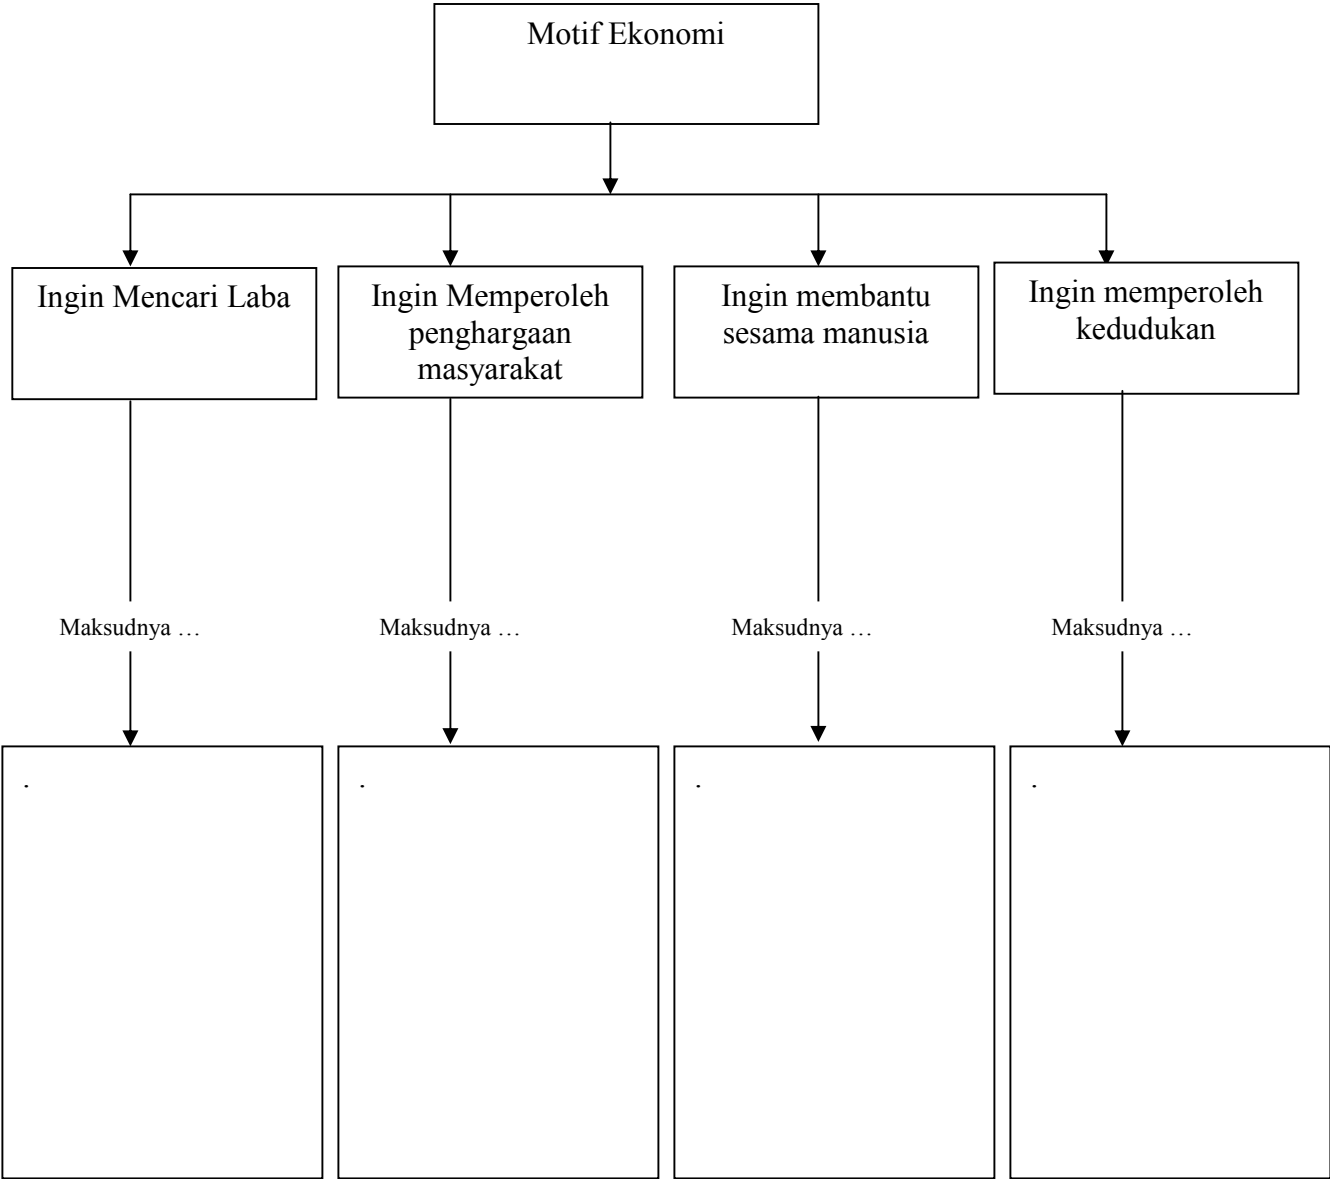 Motif Ekonomi
Ingin Mencari Laba
Ingin Memperoleh
penghargaan
masyarakat
Ingin membantu
sesama manusia
Ingin memperoleh
kedudukan
Maksudnya …
Maksudnya …
Maksudnya …
Maksudnya …
.
.
.
.